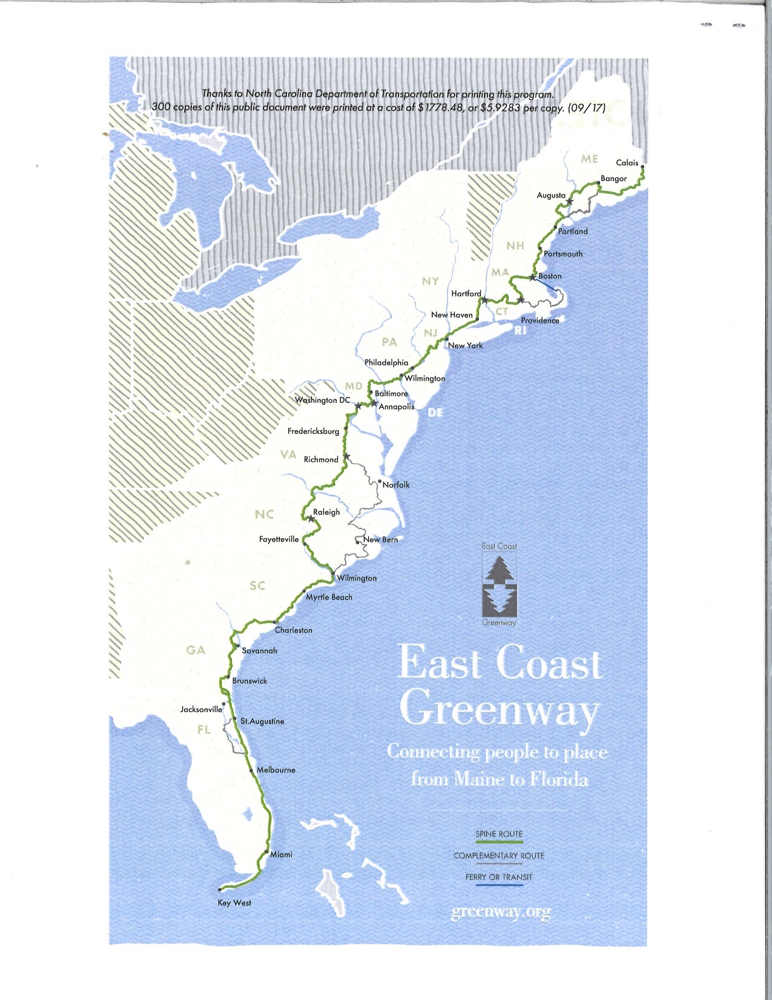 Thanks to North Carolina Department of Transportation for printing this program.
300 copies of this public document were printed at a cost of $1778.48, or $5.9283 per copy. (09/17)
ME
Calais
Bangor
Augusta
Portland
NH
Portsmouth
MA
Boston
NY
Hartford
CT
New Haven
Providence
RI
NJ
New York
PA
Philadelphia
Wilmington
MD
Baltimore
Washington DC
Annapolis
DE
Fredericksburg
VA
Richmond
Norfolk
NC
Raleigh
Fayetteville
New Bern
Wilmington
SC
Myrtle Beach
Charleston
GA
Savannah
Brunswick
Jacksonville
FL
St.Augustine
Melbourne
Miami
Key West
East Coast
Greenway
East Coast
Greenway
Connecting people to place
from Maine to Florida
SPINE ROUTE
COMPLEMENTARY ROUTE
FERRY OR TRANSIT
greenway.org